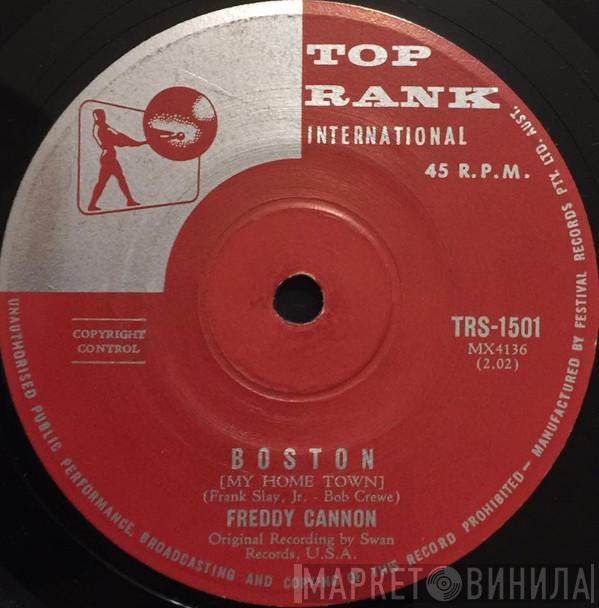 TOP
RANK
INTERNATIONAL
45 R.P.M.
COPYRIGHT
CONTROL
TRS-1501
MX4136
(2.02)
BOSTON
[MY HOME TOWN]
(Frank Slay, Jr. - Bob Crewe)
FREDDY CANNON
Original Recording by Swan
Records, U.S.A.
UNAUTHORISED PUBLIC PERFORMANCE, BROADCASTING AND COPYING OF THIS RECORD PROHIBITED — MANUFACTURED BY FESTIVAL RECORDS PTY. LTD. AUST.
МАРКЕТ ВИНИЛА